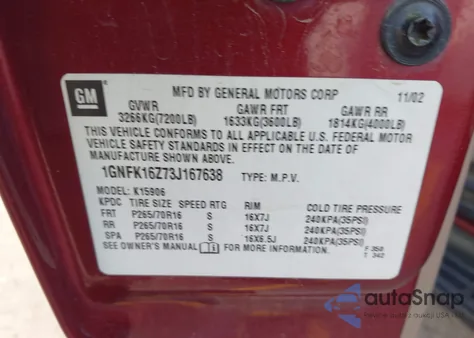 GM
MFD BY GENERAL MOTORS CORP 11/02
GVWR GAWR FRT GAWR RR
3266KG(7200LB) 1633KG(3600LB) 1814KG(4000LB)
THIS VEHICLE CONFORMS TO ALL APPLICABLE U.S. FEDERAL MOTOR
VEHICLE SAFETY STANDARDS IN EFFECT ON THE DATE OF
MANUFACTURE SHOWN ABOVE.
1GNFK16Z73J167638 TYPE: M.P.V.
MODEL: K15906
KPDC TIRE SIZE SPEED RTG RIM COLD TIRE PRESSURE
FRT P265/70R16 S 16X7J 240KPA(35PSI)
RR P265/70R16 S 16X7J 240KPA(35PSI)
SPA P265/70R16 S 16X6.5J 240KPA(35PSI)
SEE OWNER'S MANUAL FOR MORE INFORMATION.
F 350
T 342
autoSnap